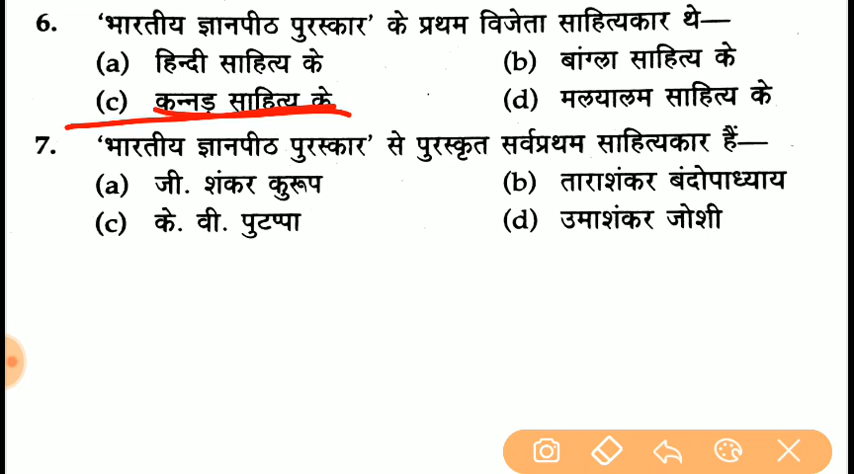 6. ‘भारतीय ज्ञानपीठ पुरस्कार’ के प्रथम विजेता साहित्यकार थे—
(a) हिन्दी साहित्य के (b) बांग्ला साहित्य के
(c) कन्नड़ साहित्य के (d) मलयालम साहित्य के
7. ‘भारतीय ज्ञानपीठ पुरस्कार’ से पुरस्कृत सर्वप्रथम साहित्यकार हैं—
(a) जी. शंकर कुरूप (b) ताराशंकर बंदोपाध्याय
(c) के. वी. पुटप्पा (d) उमाशंकर जोशी